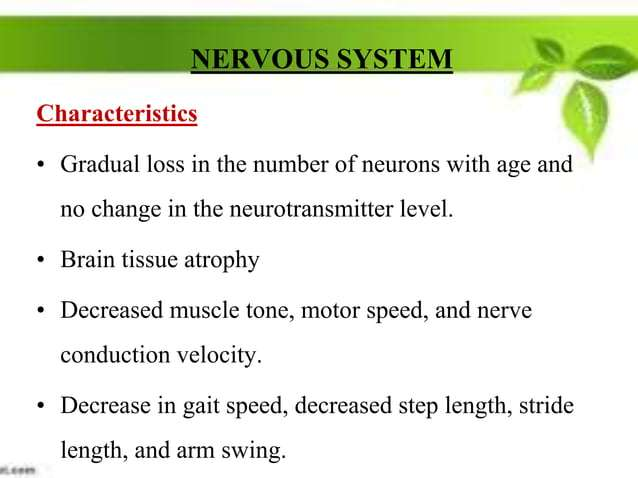 NERVOUS SYSTEM
Characteristics
• Gradual loss in the number of neurons with age and
no change in the neurotransmitter level.
• Brain tissue atrophy
• Decreased muscle tone, motor speed, and nerve
conduction velocity.
• Decrease in gait speed, decreased step length, stride
length, and arm swing.